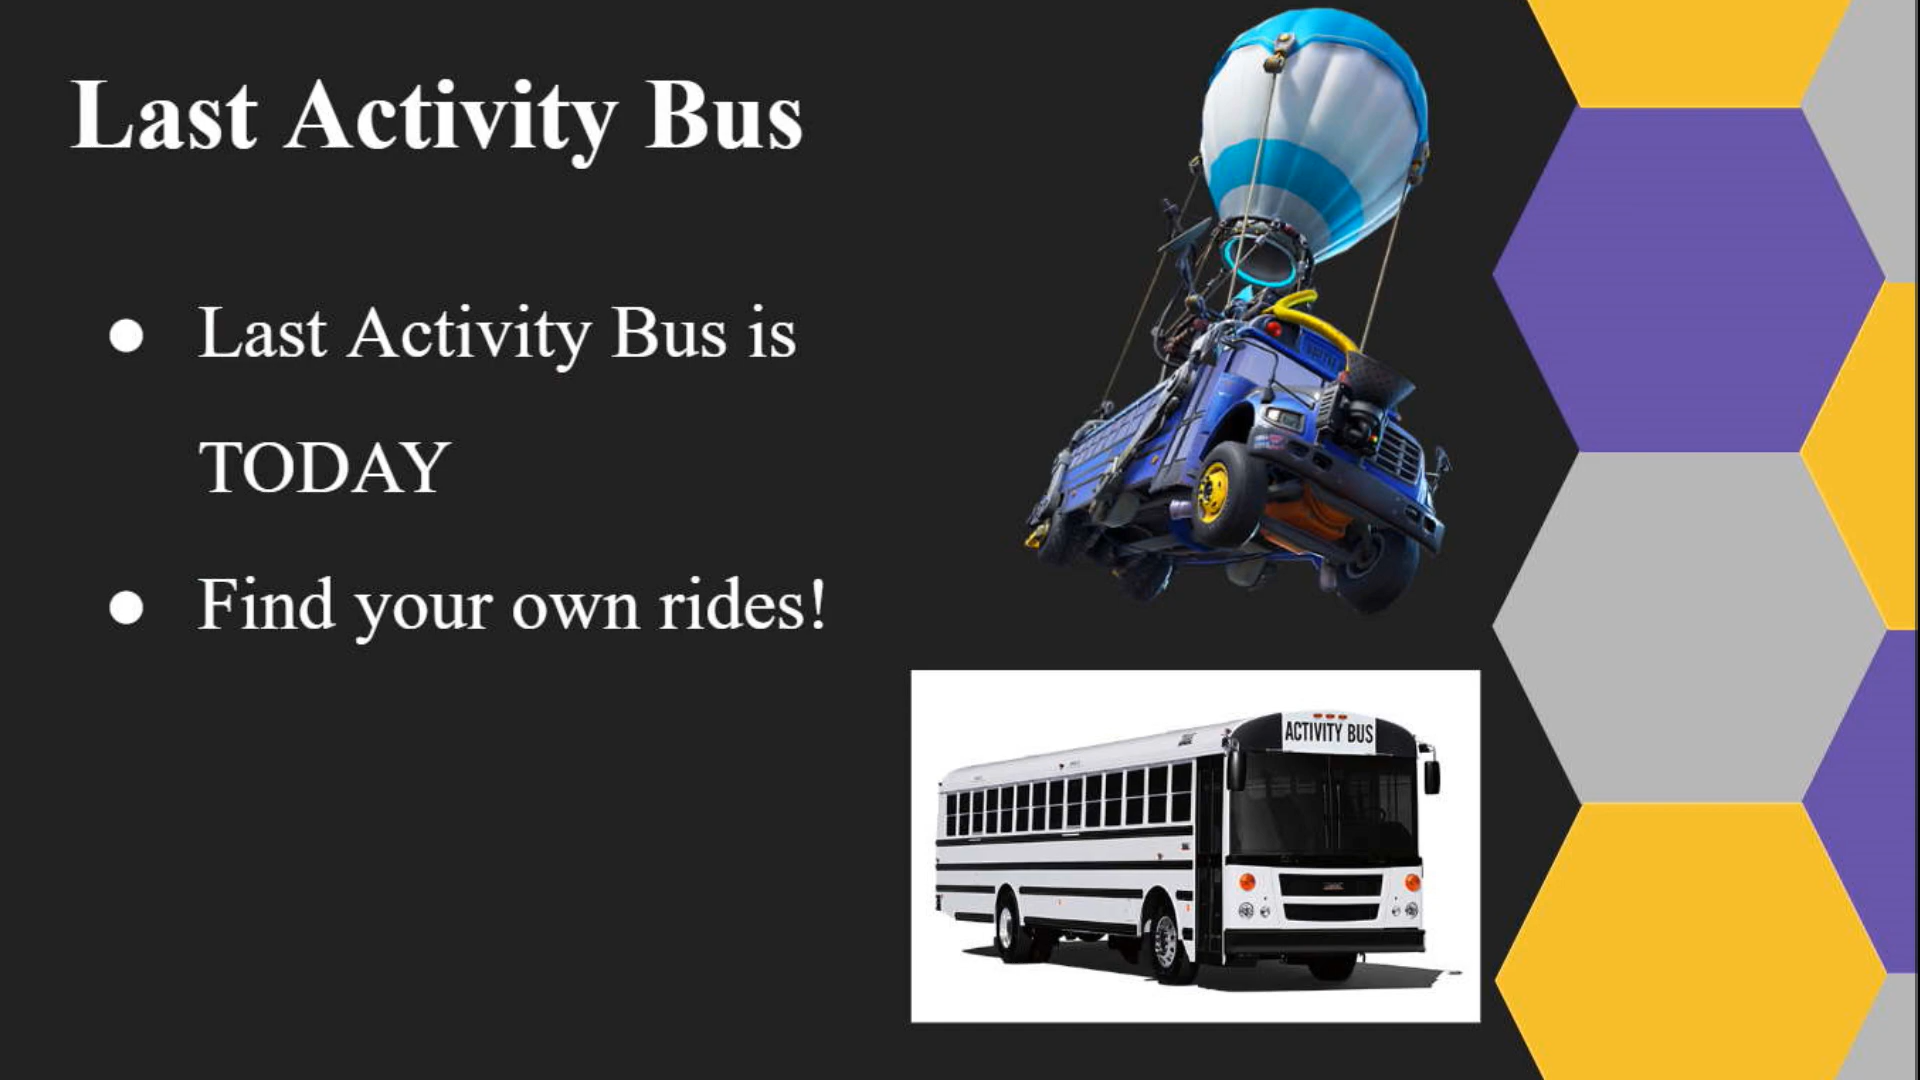 Last Activity Bus
● Last Activity Bus is
TODAY
● Find your own rides!
ACTIVITY BUS